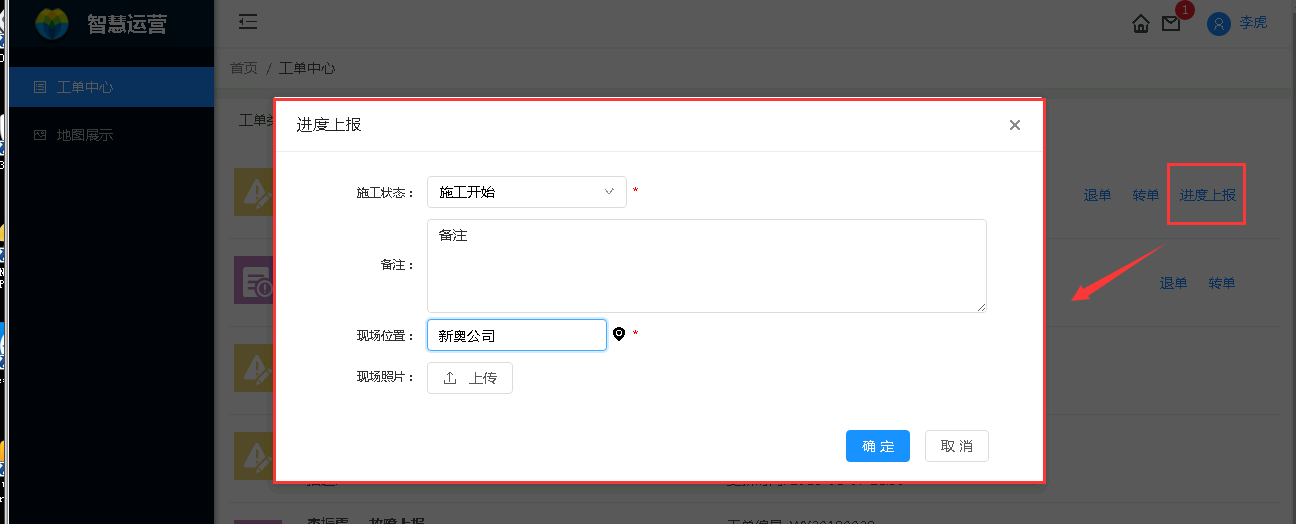 智慧运营
1
李虎
工单中心
地图展示
首页 / 工单中心
进度上报
施工状态：
施工开始
*
备注：
备注
现场位置：
新奥公司
*
现场照片：
上传
确 定
取 消
退单
转单
进度上报
退单
转单